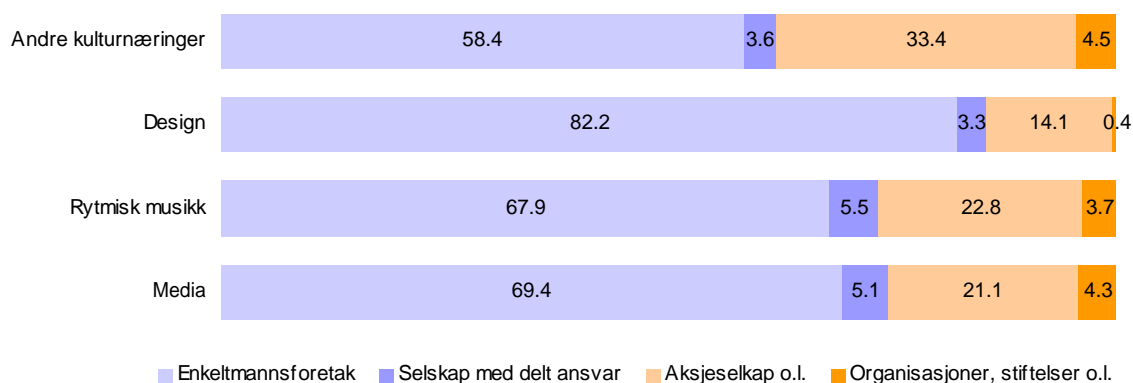 Andre kulturnæringer 58.4 3.6 33.4 4.5
Design 82.2 3.3 14.1 0.4
Rytmisk musikk 67.9 5.5 22.8 3.7
Media 69.4 5.1 21.1 4.3
Enkeltmannsforetak Selskap med delt ansvar Aksjeselkap o.l. Organisasjoner, stiftelser o.l.